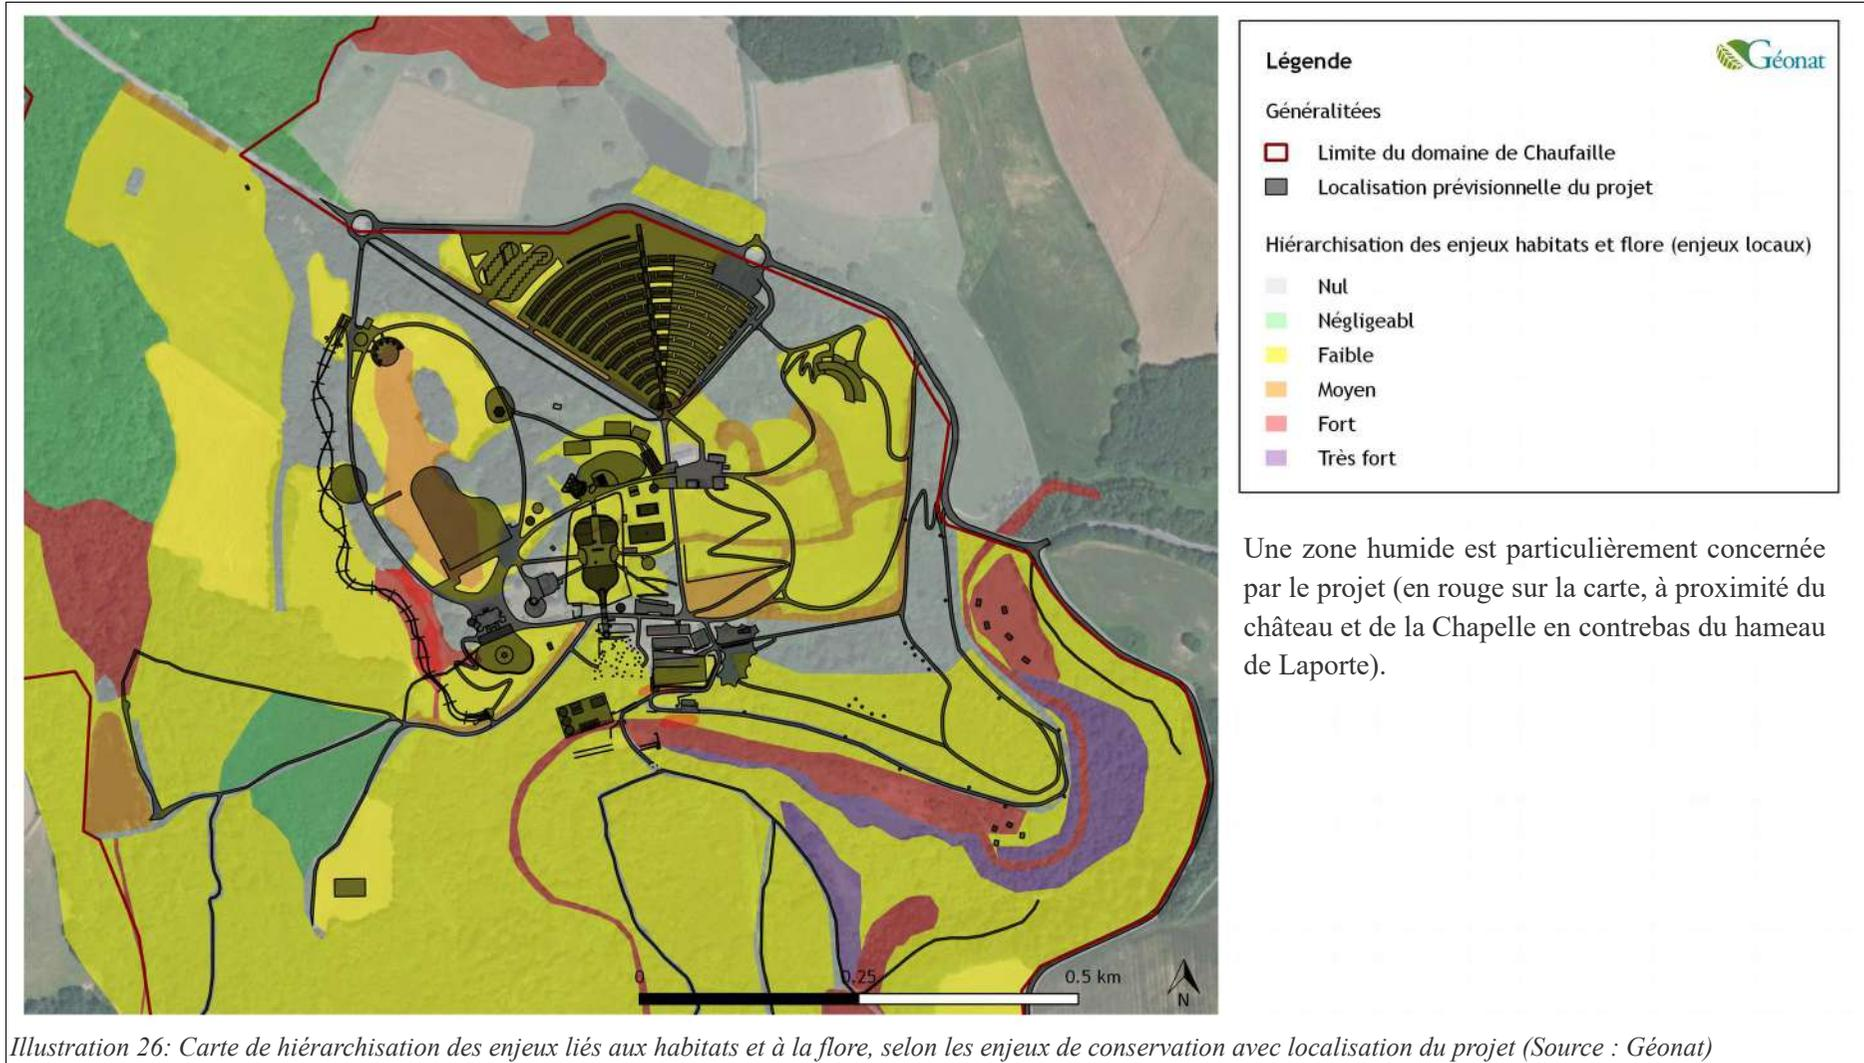 Légende
Géonat
Généralitées
Limite du domaine de Chaufaille
Localisation prévisionnelle du projet
Hiérarchisation des enjeux habitats et flore (enjeux locaux)
Nul
Négligeabl
Faible
Moyen
Fort
Très fort
Une zone humide est particulièrement concernée
par le projet (en rouge sur la carte, à proximité du
château et de la Chapelle en contrebas du hameau
de Laporte).
0 0.25 0.5 km
N
Illustration 26: Carte de hiérarchisation des enjeux liés aux habitats et à la flore, selon les enjeux de conservation avec localisation du projet (Source : Géonat)